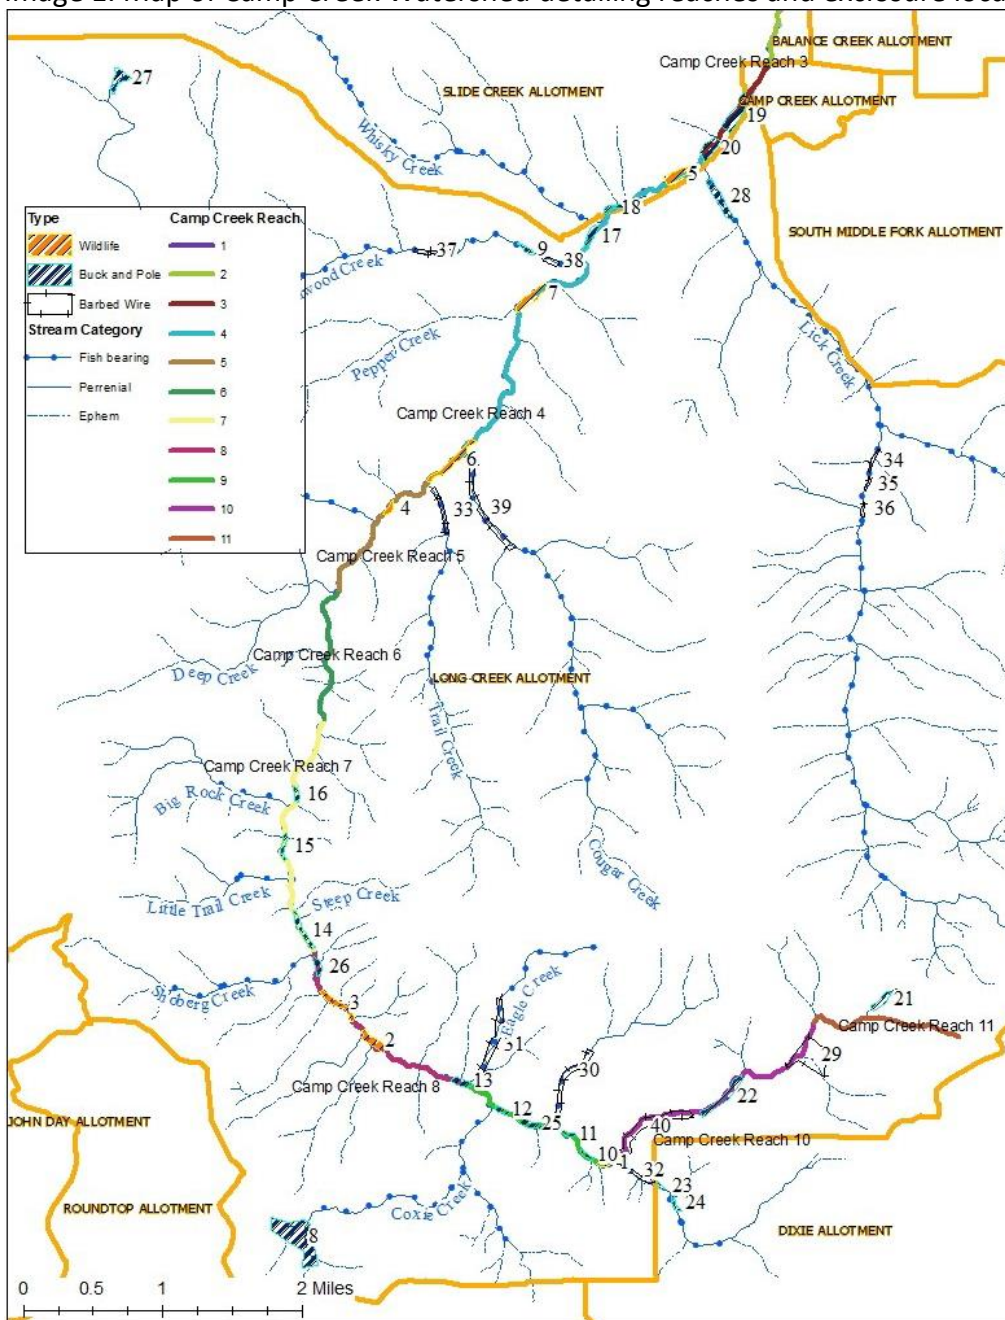 BALANCE CREEK ALLOTMENT
Camp Creek Reach 3
27
SLIDE CREEK ALLOTMENT
CAMP CREEK ALLOTMENT
19
Whisky Creek
20
5
28
18
Type
Wildlife
Buck and Pole
Barbed Wire
Stream Category
Fish bearing
Perrenial
Ephem
Camp Creek Reach
1
2
3
4
5
6
7
8
9
10
11
17
SOUTH MIDDLE FORK ALLOTMENT
37
9
38
wood Creek
7
Lick Creek
Pepper Creek
Camp Creek Reach 4
6
34
35
36
4
33
39
Camp Creek Reach 5
Camp Creek Reach 6
Deep Creek
LONG CREEK ALLOTMENT
Trail Creek
Camp Creek Reach 7
16
Big Rock Creek
15
Cougar Creek
Little Trail Creek
Steep Creek
14
26
Shoberg Creek
3
Eagle Creek
21
2
31
Camp Creek Reach 11
29
30
13
Camp Creek Reach 8
22
12
25
11
40
Camp Creek Reach 10
JOHN DAY ALLOTMENT
10
1
32
23
24
ROUNDTOP ALLOTMENT
Coxie Creek
DIXIE ALLOTMENT
8
0 0.5 1 2 Miles